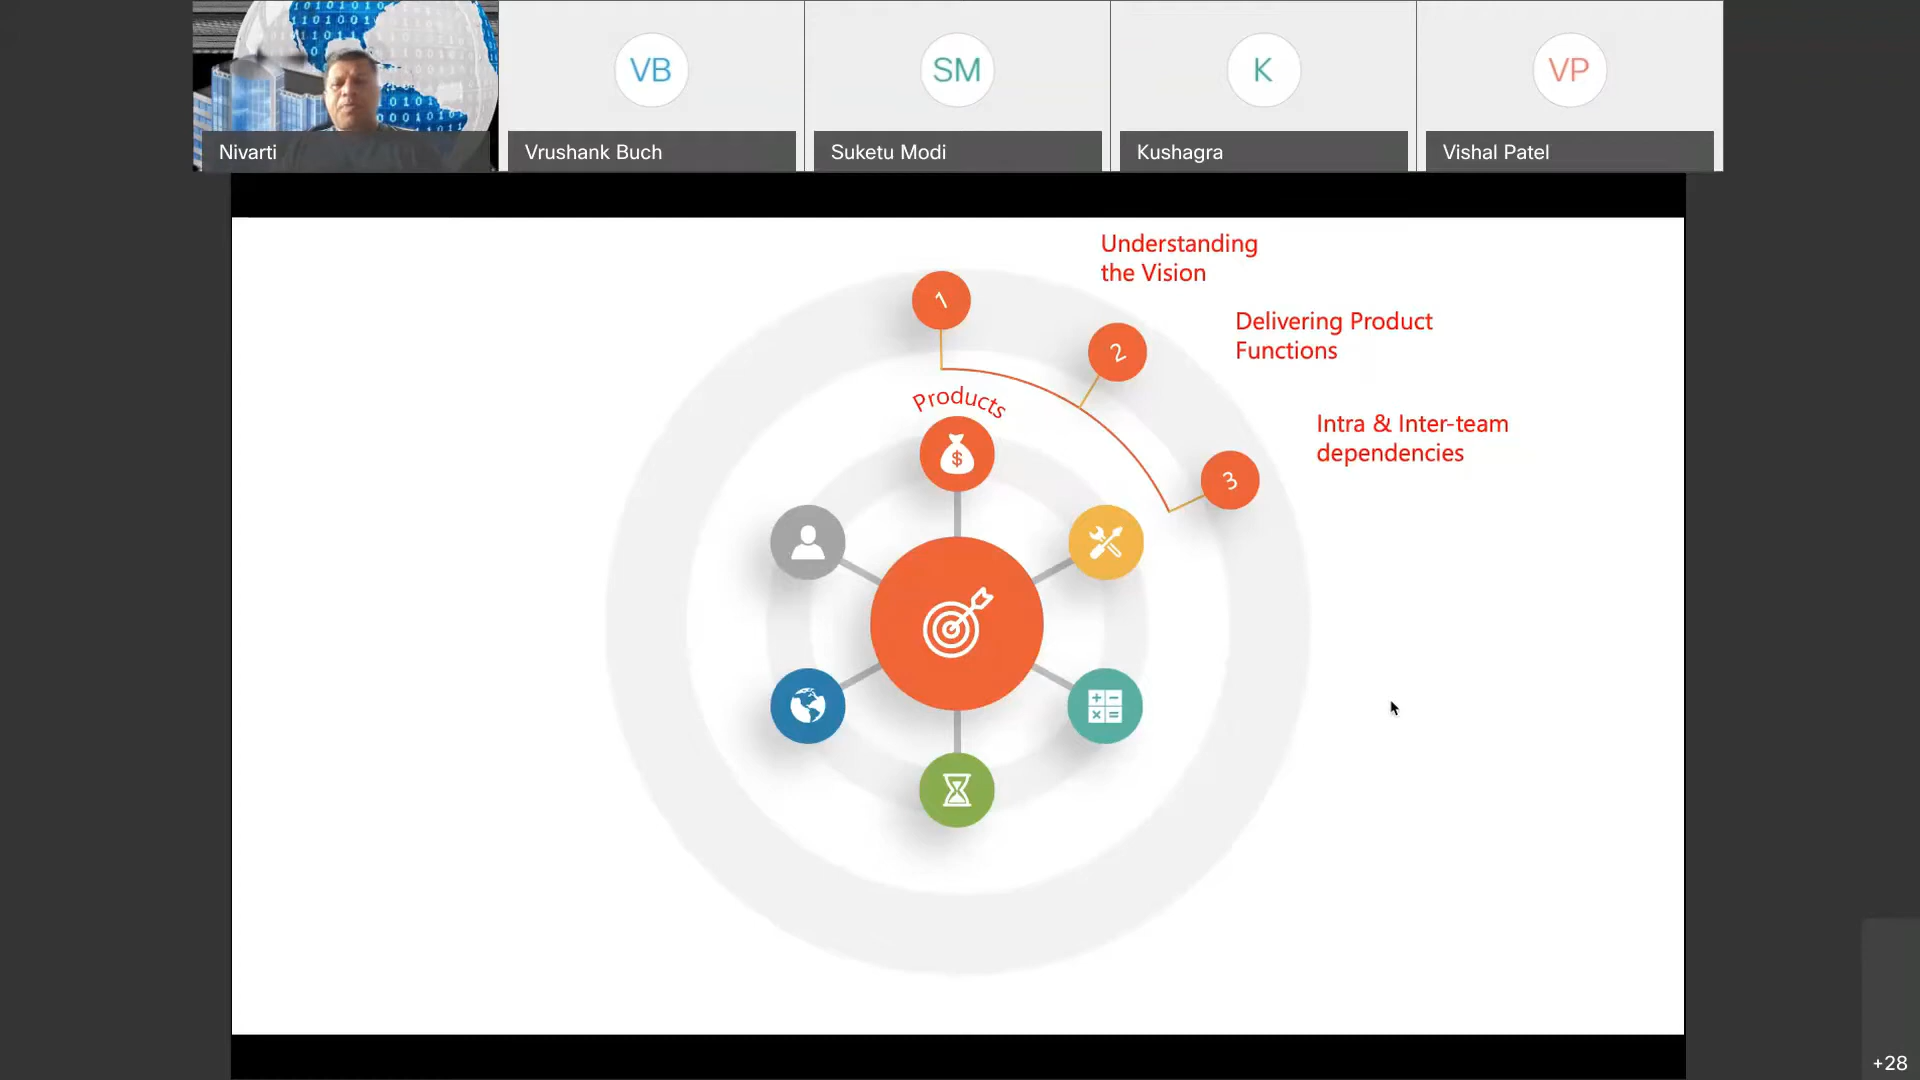 VB
SM
K
VP
Nivarti
Vrushank Buch
Suketu Modi
Kushagra
Vishal Patel
Understanding
the Vision
1
Delivering Product
Functions
2
Products
Intra & Inter-team
dependencies
$
3
+28